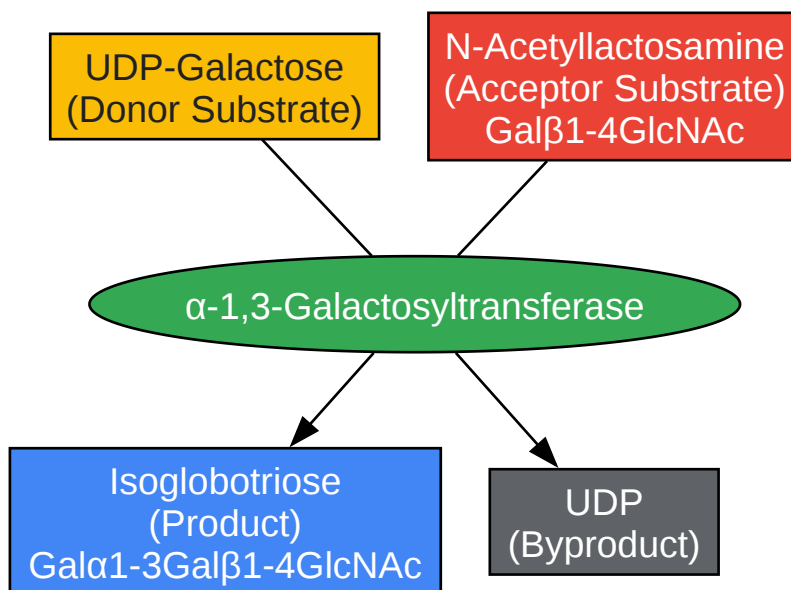 UDP-Galactose
(Donor Substrate)
N-Acetyllactosamine
(Acceptor Substrate)
Galβ1-4GlcNAc
α-1,3-Galactosyltransferase
Isoglobotriose
(Product)
Galα1-3Galβ1-4GlcNAc
UDP
(Byproduct)